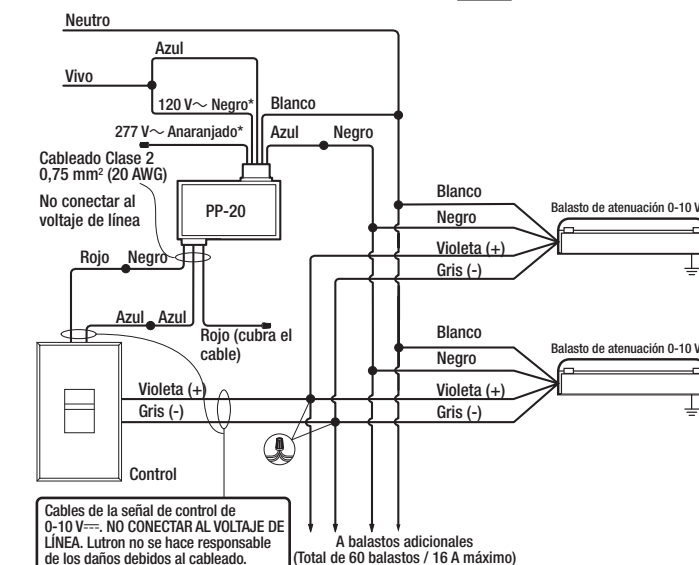 Neutro
Azul
Vivo
120 V～ Negro*
Blanco
277 V～ Anaranjado*
Azul
Negro
Cableado Clase 2
0,75 mm² (20 AWG)
No conectar al
voltaje de línea
PP-20
Rojo
Negro
Azul
Azul
Rojo (cubra el
cable)
Blanco
Negro
Violeta (+)
Gris (-)
Balasto de atenuación 0-10 V
Blanco
Negro
Violeta (+)
Gris (-)
Balasto de atenuación 0-10 V
Violeta (+)
Gris (-)
Control
Cables de la señal de control de
0-10 V⎓. NO CONECTAR AL VOLTAJE DE
LÍNEA. Lutron no se hace responsable
de los daños debidos al cableado.
A balastos adicionales
(Total de 60 balastos / 16 A máximo)